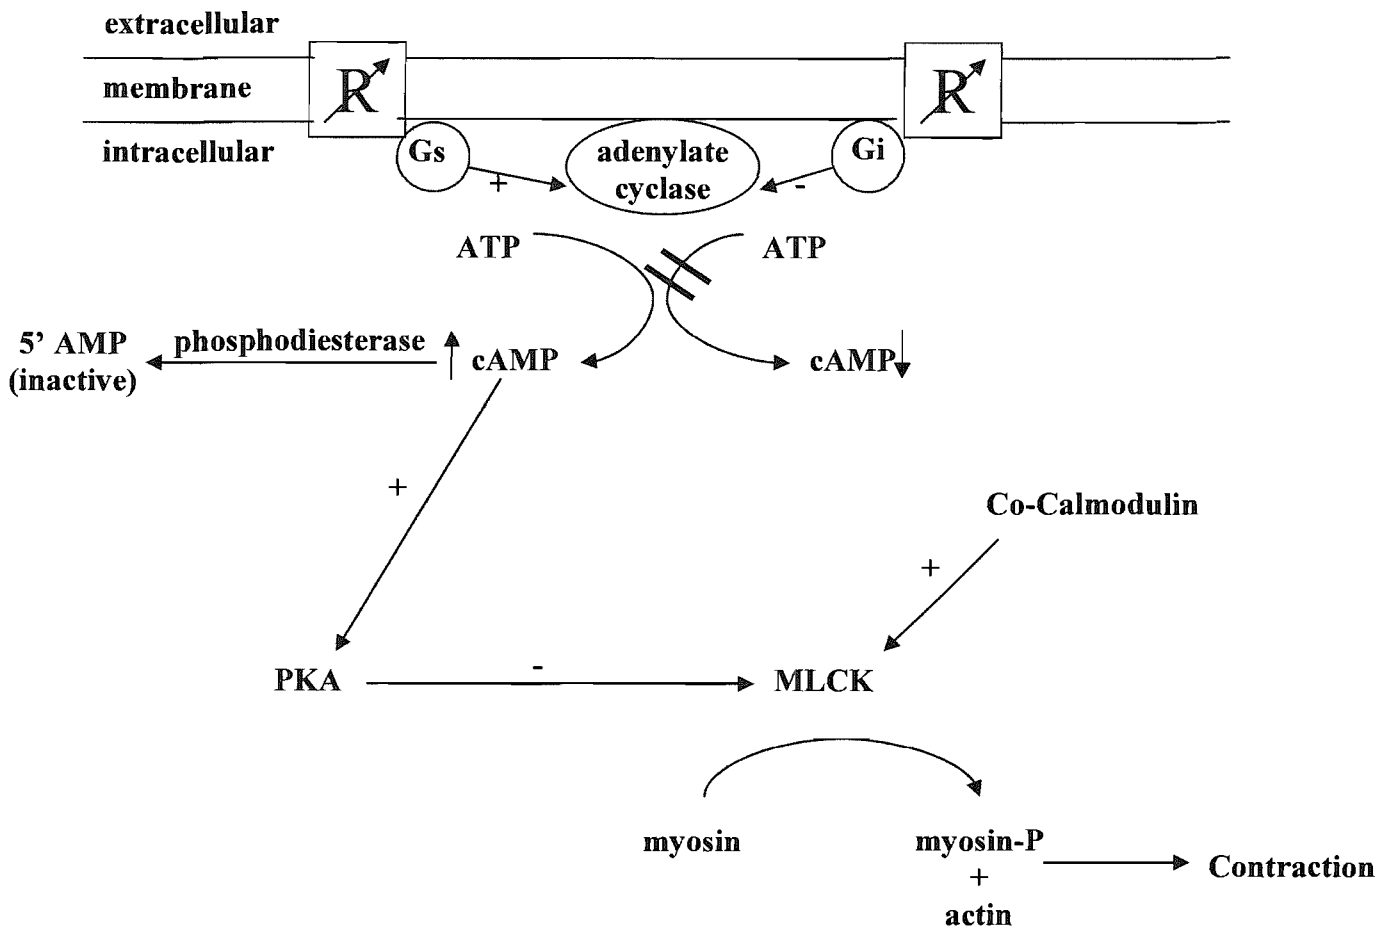 extracellular
membrane
intracellular
R
R
Gs
adenylate
cyclase
Gi
+
-
ATP
ATP
5' AMP
(inactive)
phosphodiesterase
cAMP
cAMP
+
Co-Calmodulin
+
PKA
-
MLCK
myosin
myosin-P
+
actin
Contraction